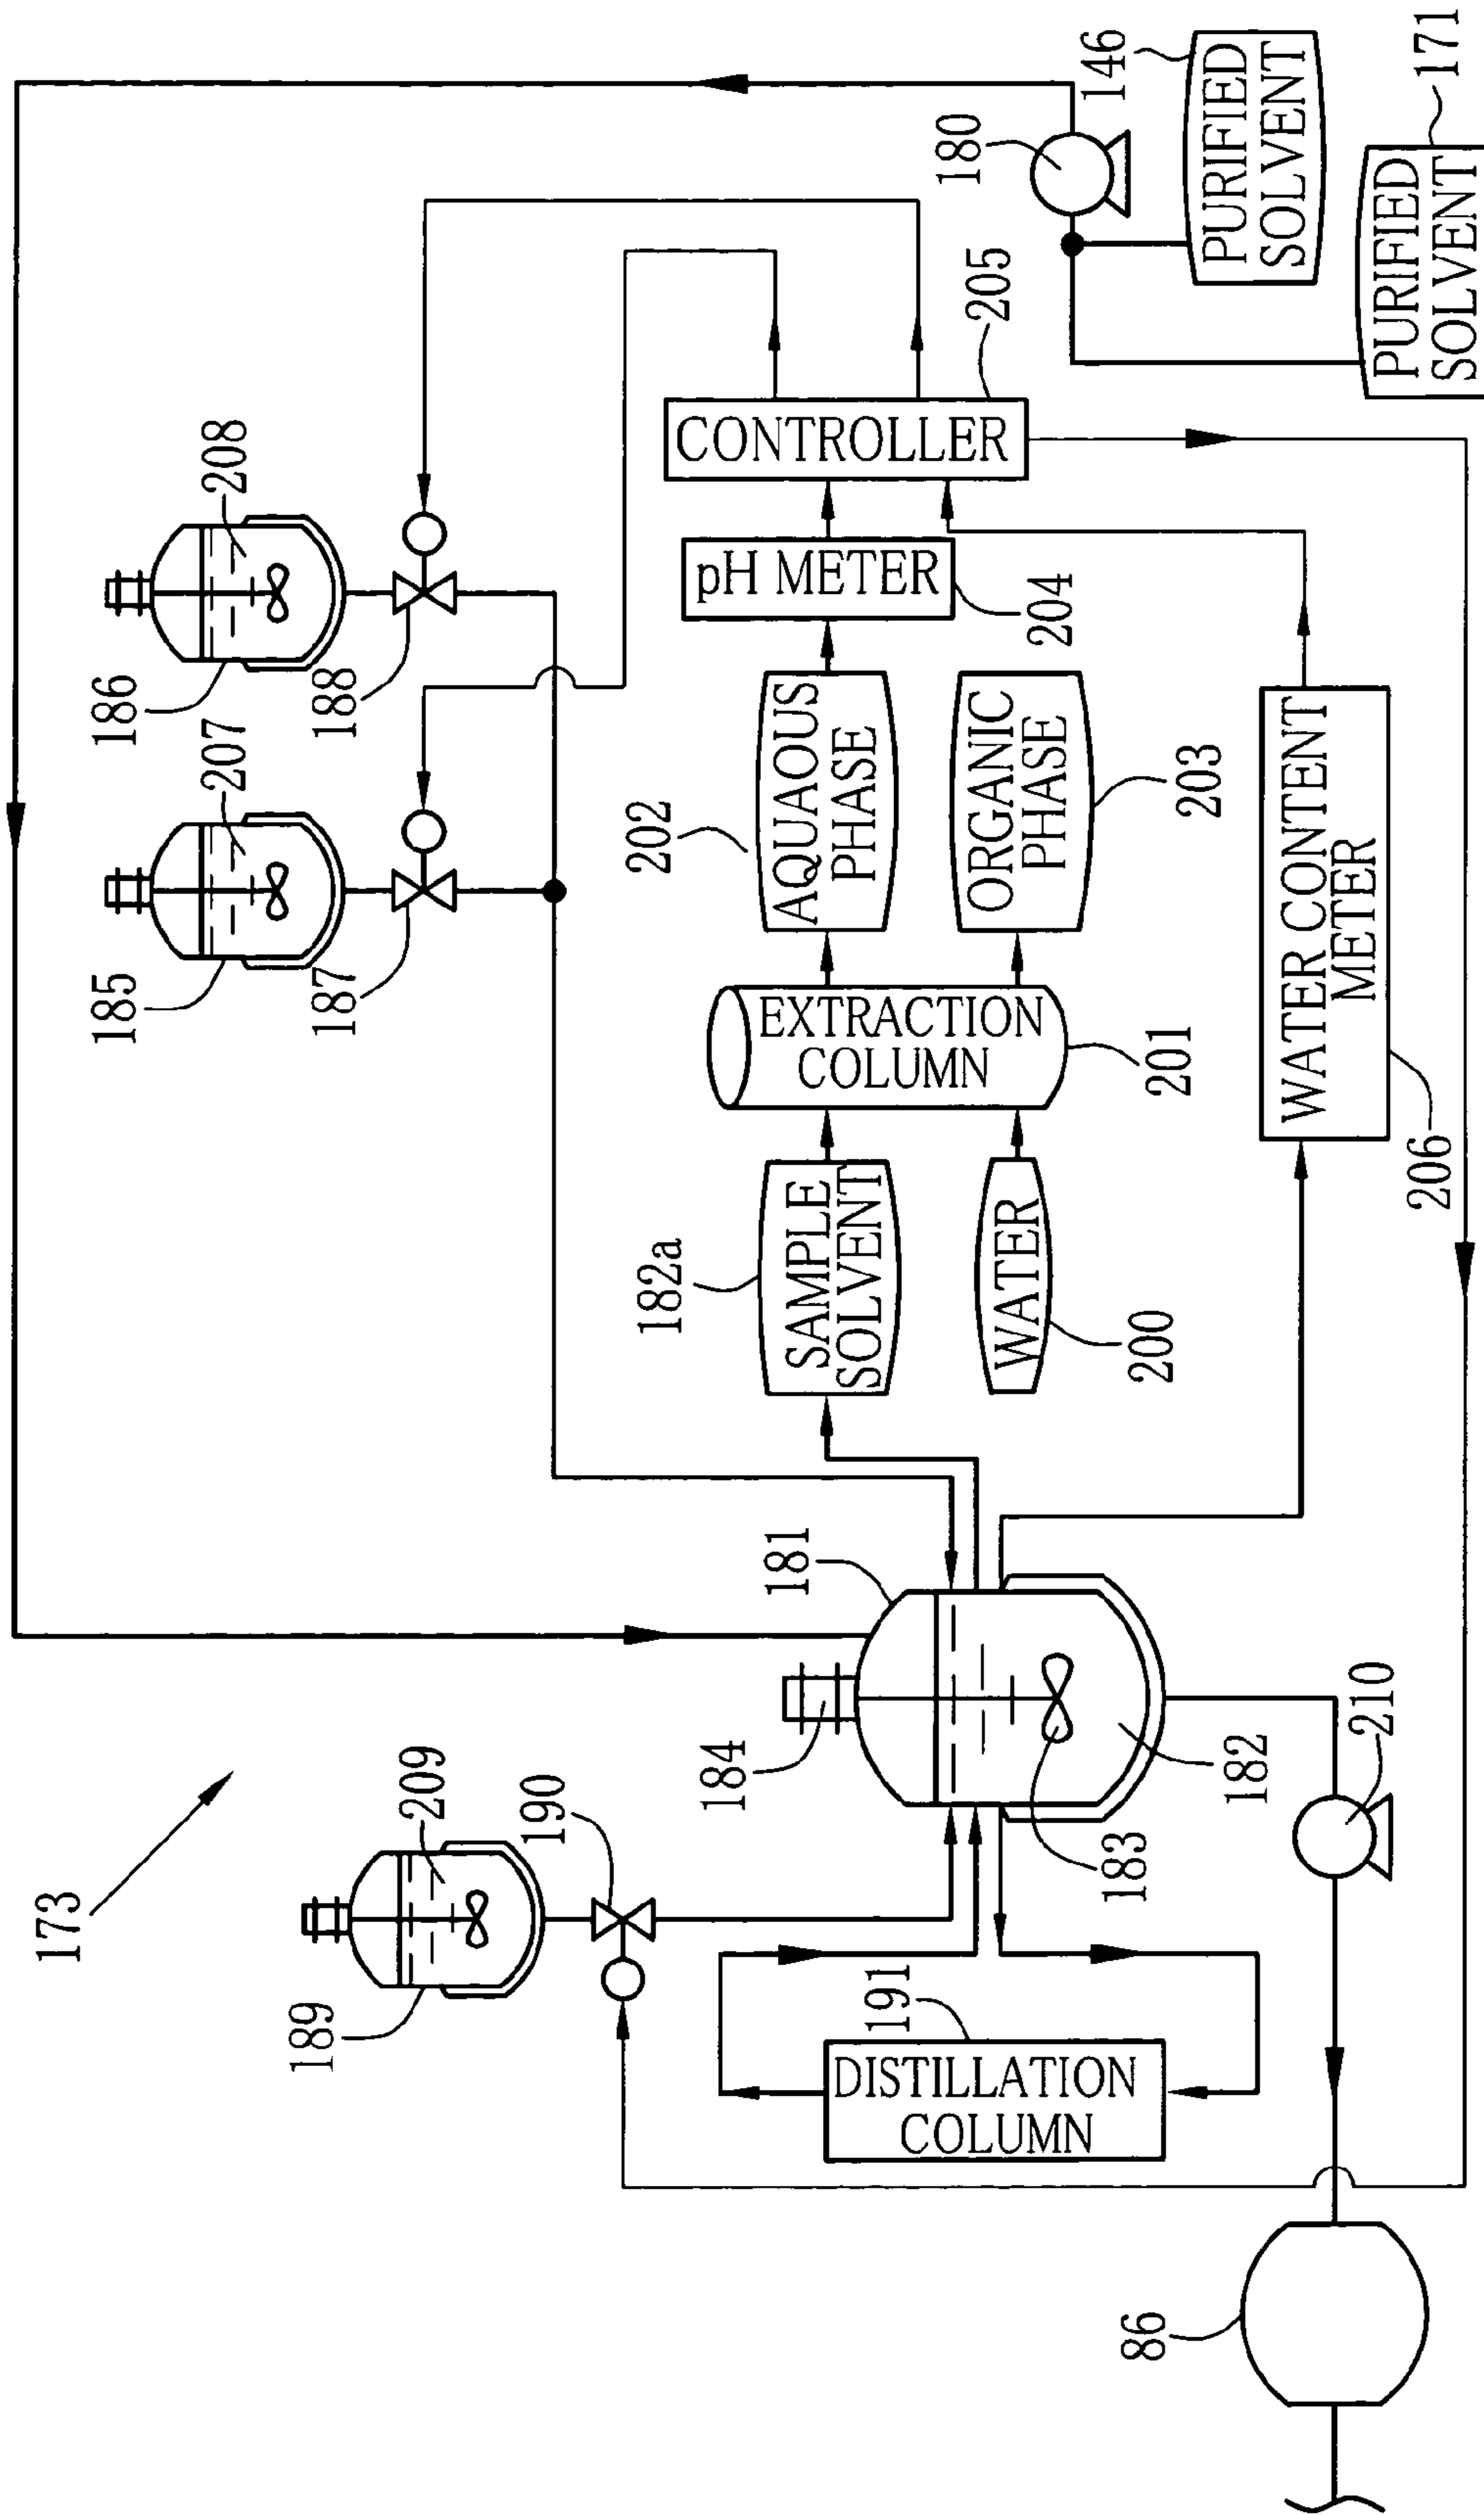 173
189
209
190
184
181
185
207
187
186
208
188
180
146
PURIFIED
SOLVENT
PURIFIED
SOLVENT
171
182a
SAMPLE
SOLVENT
WATER
200
EXTRACTION
COLUMN
201
202
AQUAOUS
PHASE
ORGANIC
PHASE
203
pH METER
204
CONTROLLER
205
WATER CONTENT
METER
206
191
DISTILLATION
COLUMN
183
182
210
86